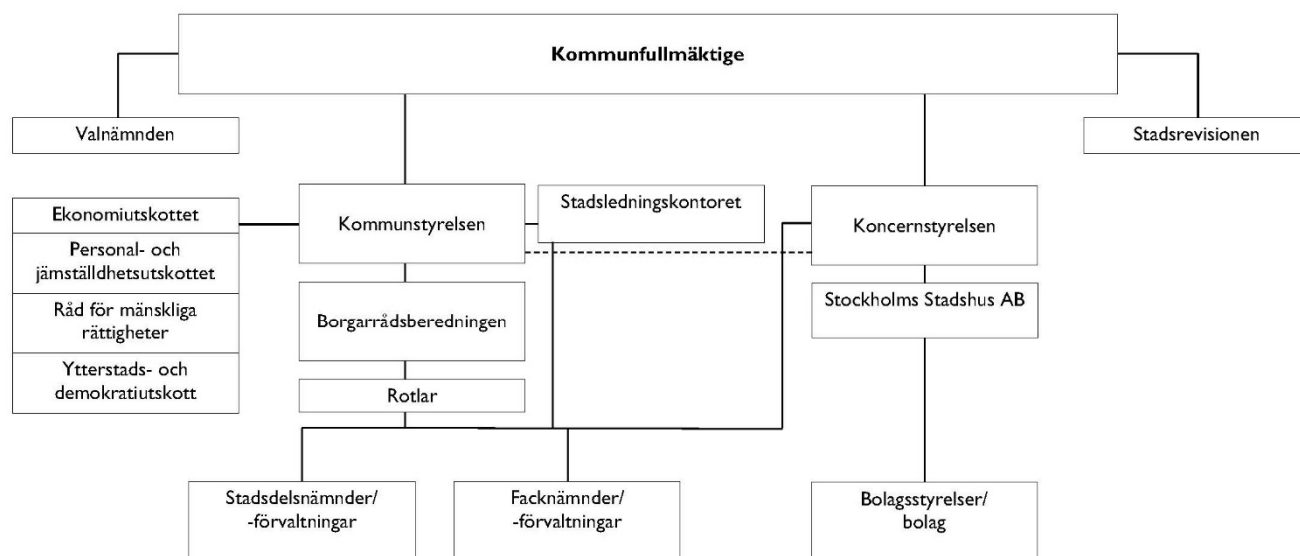 Kommunfullmäktige
Valnämnden
Stadsrevisionen
Ekonomiutskottet
Personal- och
jämställdhetsutskottet
Råd för mänskliga
rättigheter
Ytterstads- och
demokratiutskott
Kommunstyrelsen
Stadsledningskontoret
Koncernstyrelsen
Borgarrådsberedningen
Stockholms Stadshus AB
Rotlar
Stadsdelsnämnder/
-förvaltningar
Facknämnder/
-förvaltningar
Bolagsstyrelser/
bolag